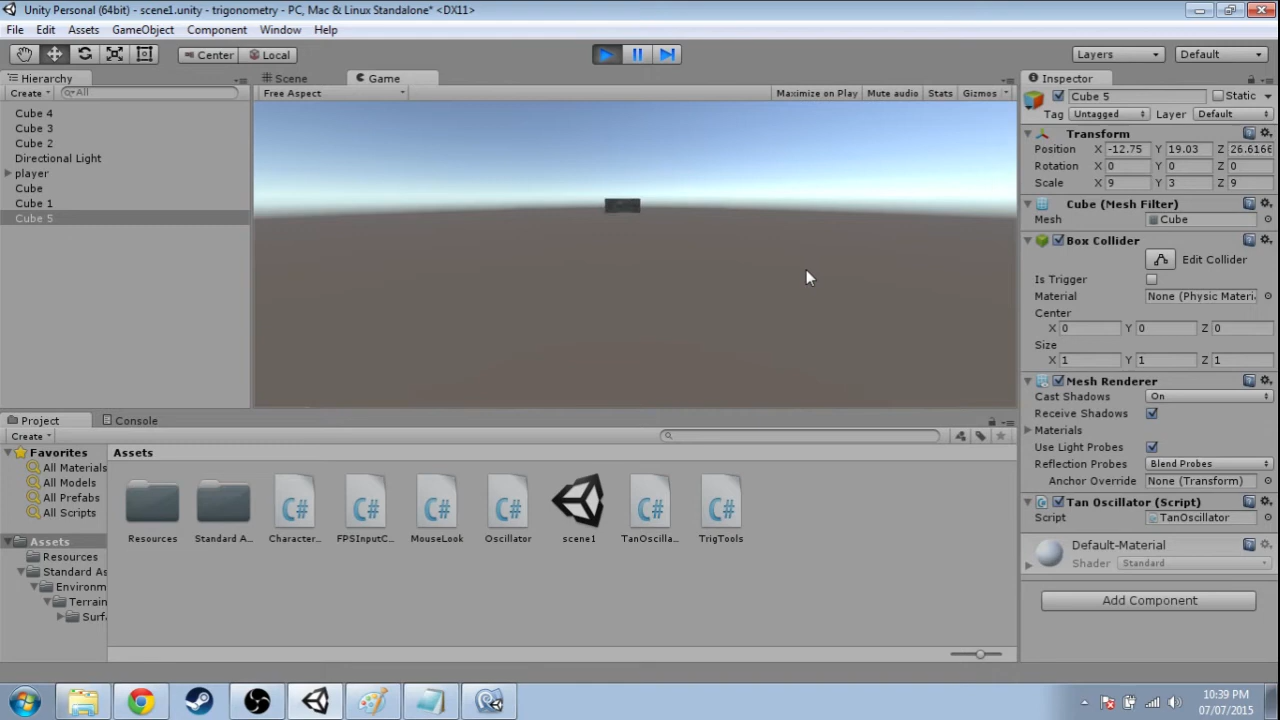 Unity Personal (64bit) - scene1.unity - trigonometry - PC, Mac & Linux Standalone* <DX11>
File Edit Assets GameObject Component Window Help
Center Local Layers Default
Hierarchy
Create All
Cube 4
Cube 3
Cube 2
Directional Light
player
Cube
Cube 1
Cube 5
Scene Game
Free Aspect Maximize on Play Mute audio Stats Gizmos
Inspector
Cube 5 Static
Tag Untagged Layer Default
Transform
Position X -12.75 Y 19.03 Z 26.6166
Rotation X 0 Y 0 Z 0
Scale X 9 Y 3 Z 9
Cube (Mesh Filter)
Mesh Cube
Box Collider
Edit Collider
Is Trigger
Material None (Physic Materi
Center
X 0 Y 0 Z 0
Size
X 1 Y 1 Z 1
Mesh Renderer
Cast Shadows On
Receive Shadows
Materials
Use Light Probes
Reflection Probes Blend Probes
Anchor Override None (Transform)
Tan Oscillator (Script)
Script TanOscillator
Default-Material
Shader Standard
Add Component
Project Console
Create
Favorites
All Materials
All Models
All Prefabs
All Scripts
Assets
Resources
Standard As
Environm
Terrain
Surf
Assets
Resources Standard A... Character... FPSInputC... MouseLook Oscillator scene1 TanOscilla... TrigTools
10:39 PM
07/07/2015